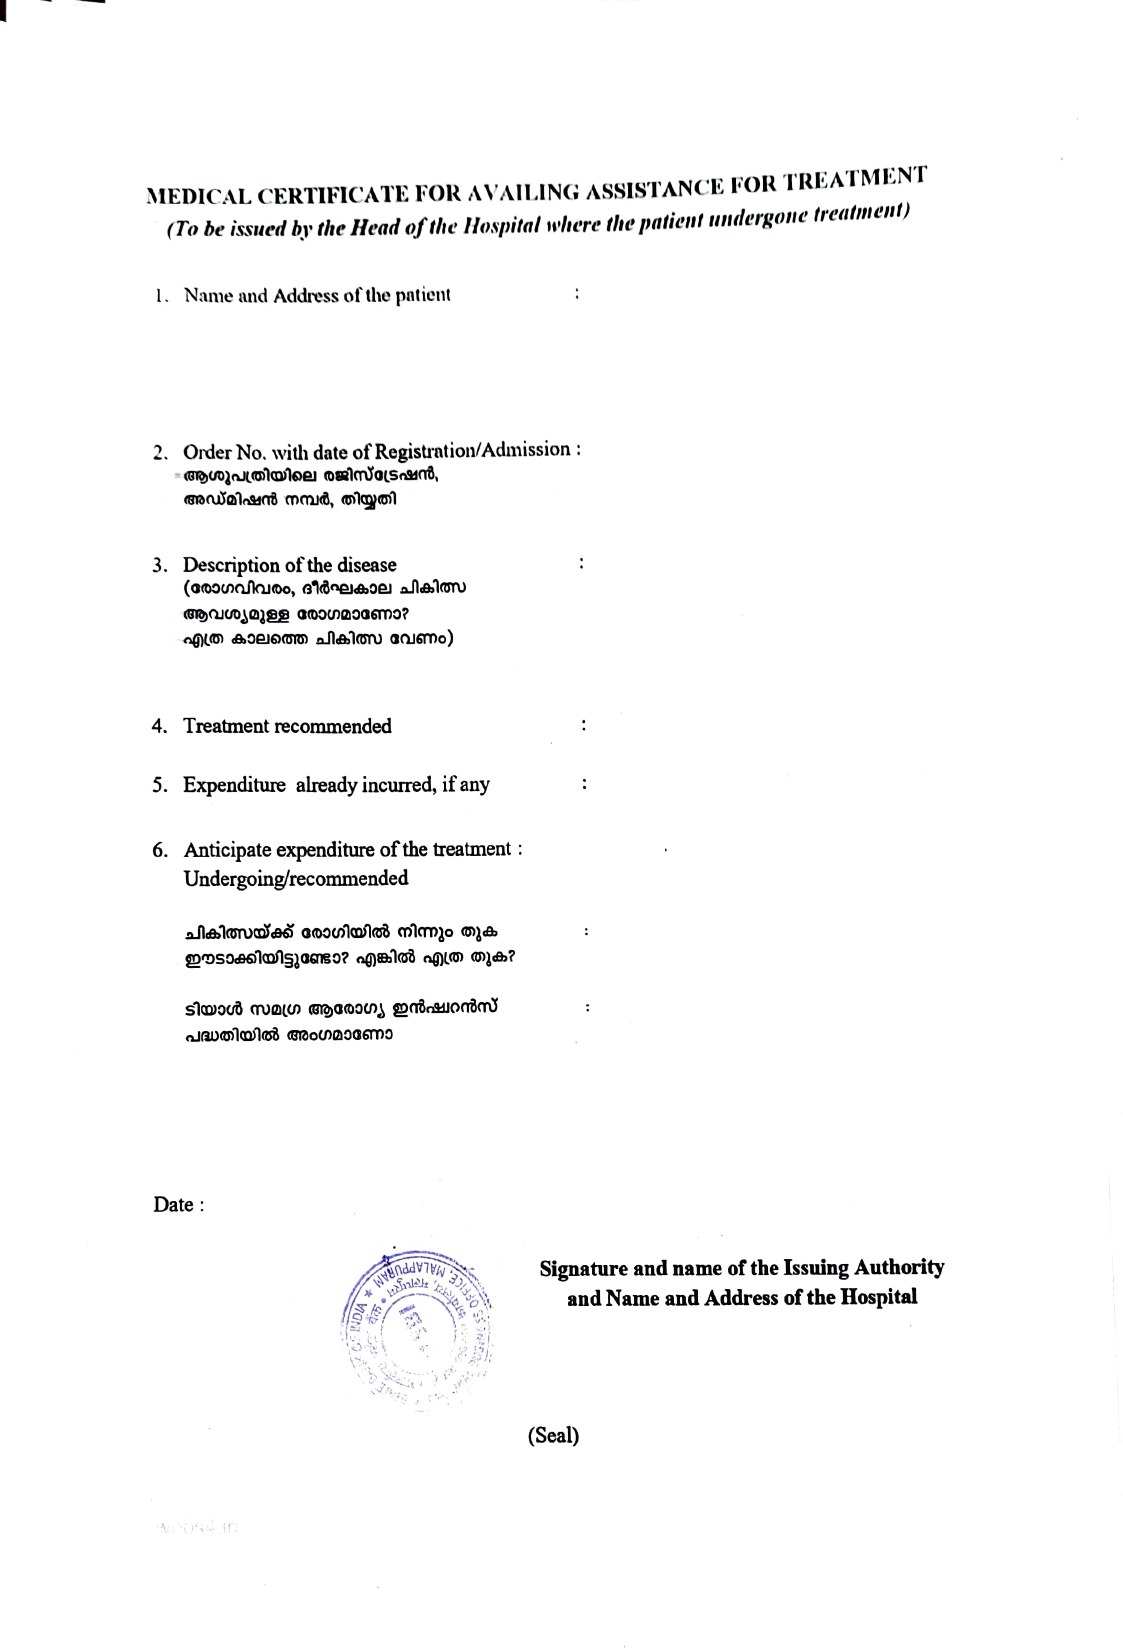 MEDICAL CERTIFICATE FOR AVAILING ASSISTANCE FOR TREATMENT
(To be issued by the Head of the Hospital where the patient undergone treatment)
1. Name and Address of the patient :
2. Order No. with date of Registration/Admission :
ആശുപത്രിയിലെ രജിസ്ട്രേഷൻ,
അഡ്മിഷൻ നമ്പർ, തിയ്യതി
3. Description of the disease :
(രോഗവിവരം, ദീർഘകാല ചികിത്സ
ആവശ്യമുള്ള രോഗമാണോ?
എത്ര കാലത്തെ ചികിത്സ വേണം)
4. Treatment recommended :
5. Expenditure already incurred, if any :
6. Anticipate expenditure of the treatment :
Undergoing/recommended
ചികിത്സയ്ക്ക് രോഗിയിൽ നിന്നും തുക :
ഈടാക്കിയിട്ടുണ്ടോ? എങ്കിൽ എത്ര തുക?
ടിയാൾ സമഗ്ര ആരോഗ്യ ഇൻഷുറൻസ് :
പദ്ധതിയിൽ അംഗമാണോ
Date :
OF INDIA ★
OFFICE, MALAPPURAM ★
Signature and name of the Issuing Authority
and Name and Address of the Hospital
(Seal)